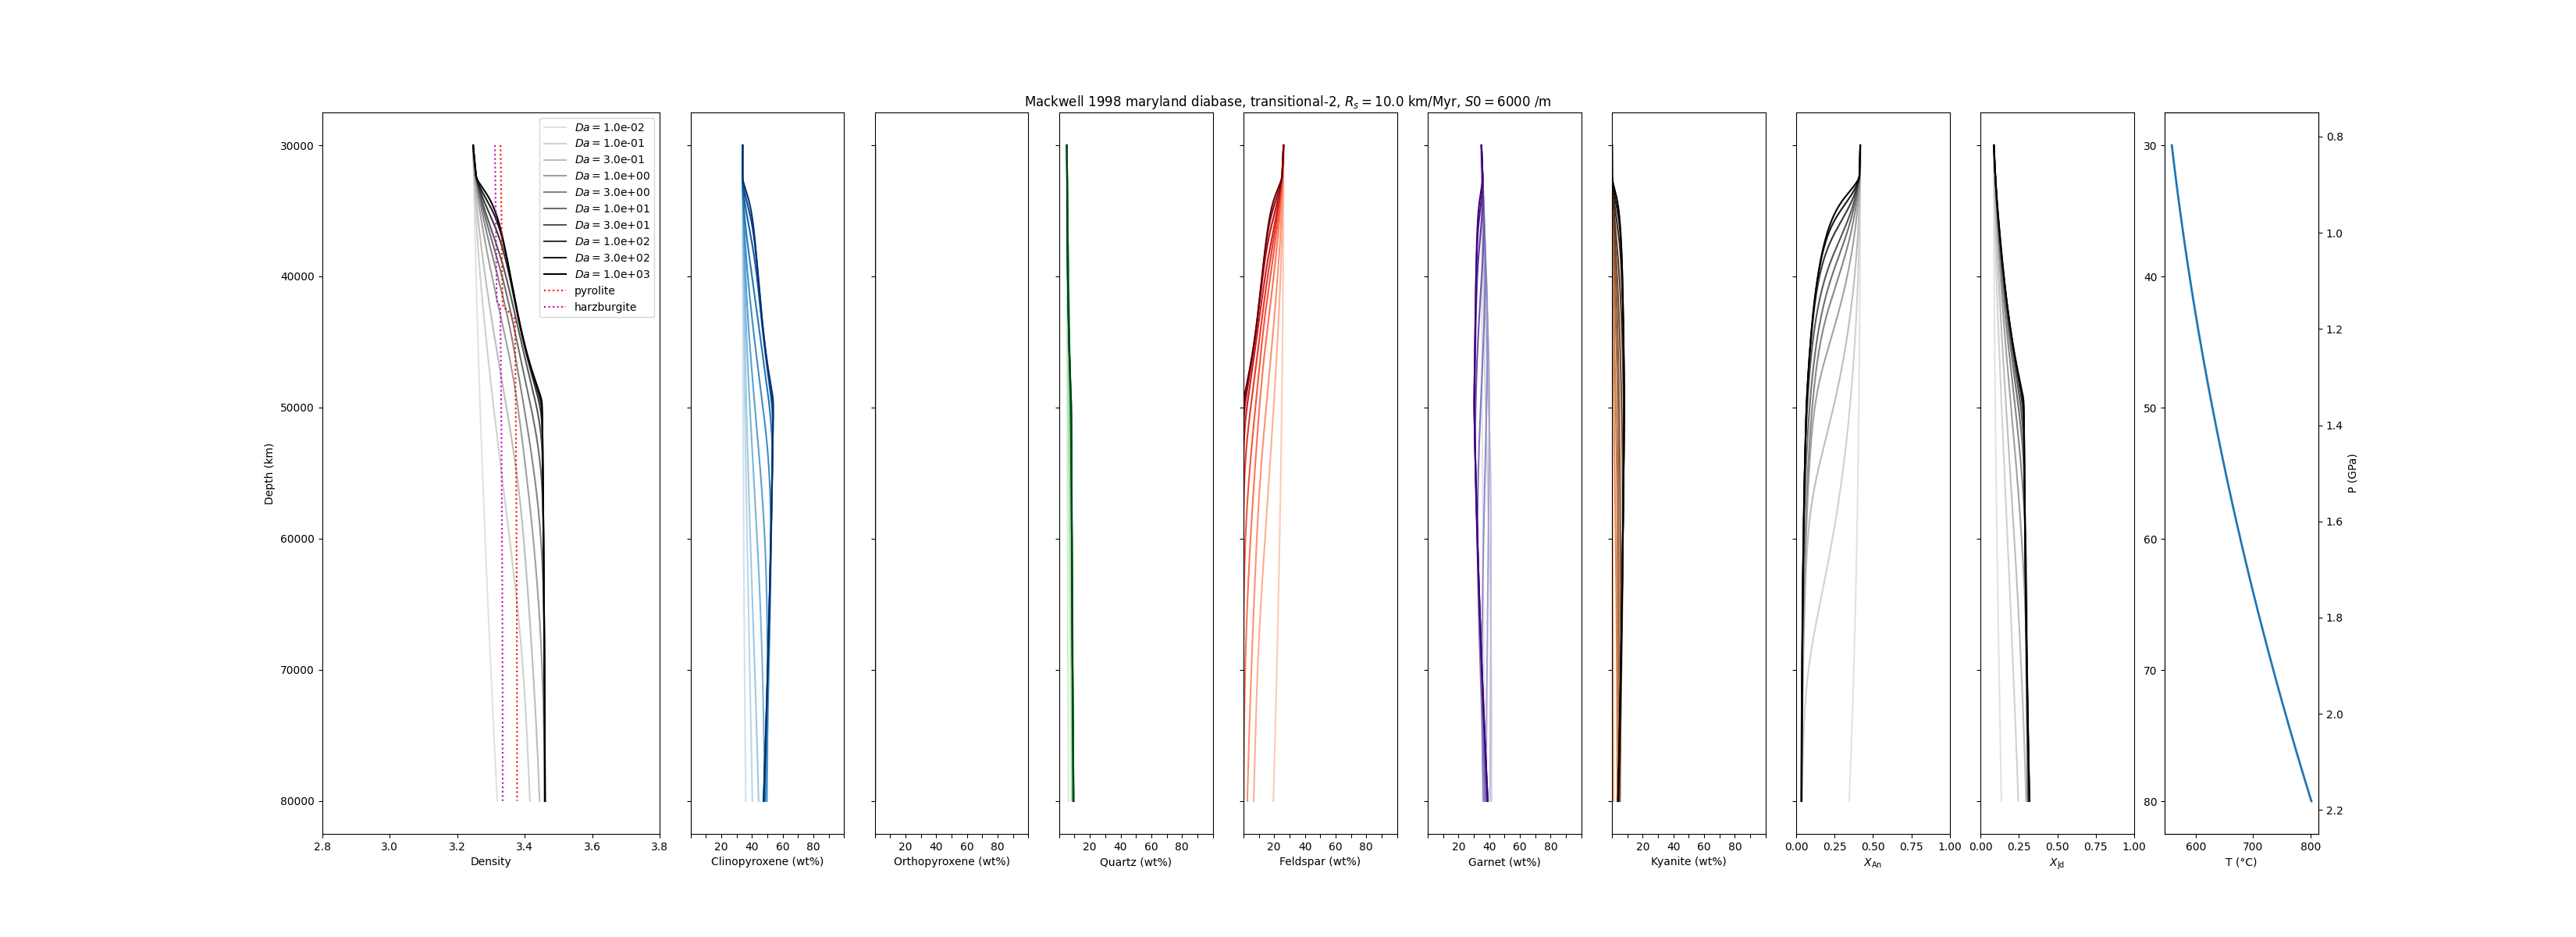 Mackwell 1998 maryland diabase, transitional-2, Rs = 10.0 km/Myr, S0 = 6000 /m
Da = 1.0e-02
Da = 1.0e-01
Da = 3.0e-01
Da = 1.0e+00
Da = 3.0e+00
Da = 1.0e+01
Da = 3.0e+01
Da = 1.0e+02
Da = 3.0e+02
Da = 1.0e+03
pyrolite
harzburgite
Depth (km)
30000
40000
50000
60000
70000
80000
2.8 3.0 3.2 3.4 3.6 3.8
Density
20 40 60 80
Clinopyroxene (wt%)
20 40 60 80
Orthopyroxene (wt%)
20 40 60 80
Quartz (wt%)
20 40 60 80
Feldspar (wt%)
20 40 60 80
Garnet (wt%)
20 40 60 80
Kyanite (wt%)
0.00 0.25 0.50 0.75 1.00
XAn
0.00 0.25 0.50 0.75 1.00
XJd
30
40
50
60
70
80
600 700 800
T (°C)
0.8
1.0
1.2
1.4
1.6
1.8
2.0
2.2
P (GPa)